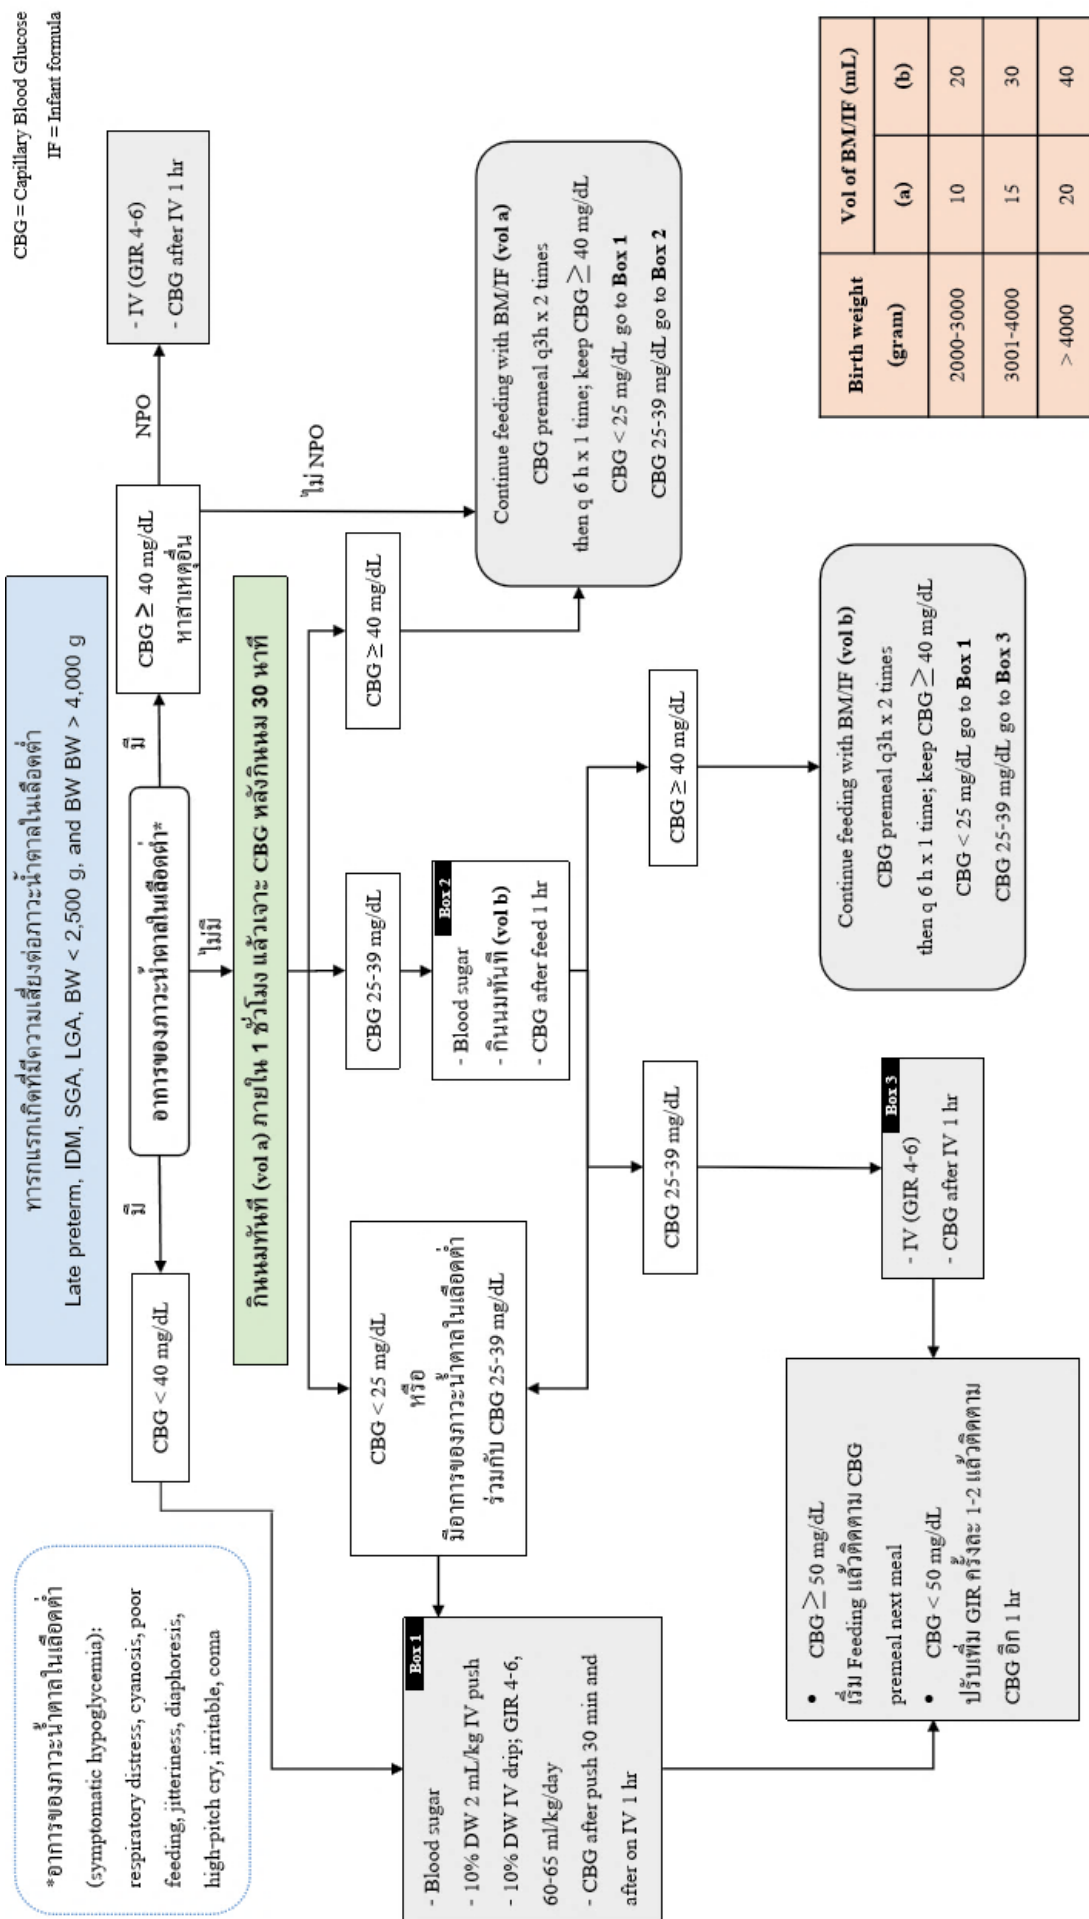 CBG = Capillary Blood Glucose
IF = Infant formula
ทารกแรกเกิดที่มีความเสี่ยงต่อภาวะน้ำตาลในเลือดต่ำ
Late preterm, IDM, SGA, LGA, BW < 2,500 g, and BW BW > 4,000 g
*อาการของภาวะน้ำตาลในเลือดต่ำ
(symptomatic hypoglycemia):
respiratory distress, cyanosis, poor
feeding, jitteriness, diaphoresis,
high-pitch cry, irritable, coma
CBG < 40 mg/dL
มี
อาการของภาวะน้ำตาลในเลือดต่ำ*
มี
CBG ≥ 40 mg/dL
หาสาเหตุอื่น
NPO
- IV (GIR 4-6)
- CBG after IV 1 hr
ไม่มี
ไม่ NPO
กินนมทันที (vol a) ภายใน 1 ชั่วโมง แล้วเจาะ CBG หลังกินนม 30 นาที
CBG < 25 mg/dL
หรือ
มีอาการของภาวะน้ำตาลในเลือดต่ำ
ร่วมกับ CBG 25-39 mg/dL
CBG 25-39 mg/dL
CBG ≥ 40 mg/dL
Box 1
- Blood sugar
- 10% DW 2 mL/kg IV push
- 10% DW IV drip; GIR 4-6,
60-65 ml/kg/day
- CBG after push 30 min and
after on IV 1 hr
Box 2
- Blood sugar
- กินนมทันที (vol b)
- CBG after feed 1 hr
Continue feeding with BM/IF (vol a)
CBG premeal q3h x 2 times
then q 6 h x 1 time; keep CBG ≥ 40 mg/dL
CBG < 25 mg/dL go to Box 1
CBG 25-39 mg/dL go to Box 2
CBG 25-39 mg/dL
CBG ≥ 40 mg/dL
Box 3
- IV (GIR 4-6)
- CBG after IV 1 hr
Continue feeding with BM/IF (vol b)
CBG premeal q3h x 2 times
then q 6 h x 1 time; keep CBG ≥ 40 mg/dL
CBG < 25 mg/dL go to Box 1
CBG 25-39 mg/dL go to Box 3
• CBG ≥ 50 mg/dL
เริ่ม Feeding แล้วติดตาม CBG
premeal next meal
• CBG < 50 mg/dL
ปรับเพิ่ม GIR ครั้งละ 1-2 แล้วติดตาม
CBG อีก 1 hr
Birth weight (gram) Vol of BM/IF (mL)
(a) (b)
2000-3000 10 20
3001-4000 15 30
> 4000 20 40